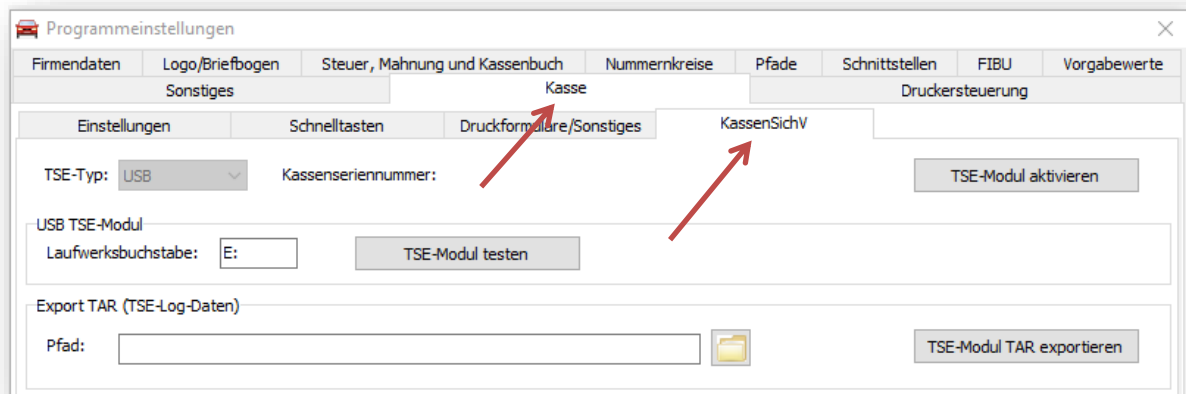 Programmeinstellungen
Firmendaten Logo/Briefbogen Steuer, Mahnung und Kassenbuch Nummernkreise Pfade Schnittstellen FIBU Vorgabewerte
Sonstiges Kasse Druckersteuerung
Einstellungen Schnelltasten Druckformulare/Sonstiges KassenSichV
TSE-Typ: USB Kassenseriennummer: TSE-Modul aktivieren
USB TSE-Modul
Laufwerksbuchstabe: E: TSE-Modul testen
Export TAR (TSE-Log-Daten)
Pfad: TSE-Modul TAR exportieren